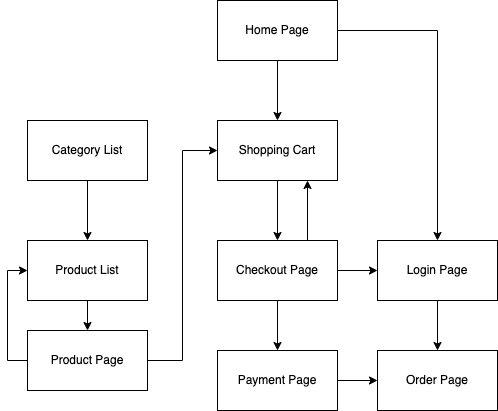 Home Page
Category List
Shopping Cart
Product List
Checkout Page
Login Page
Product Page
Payment Page
Order Page